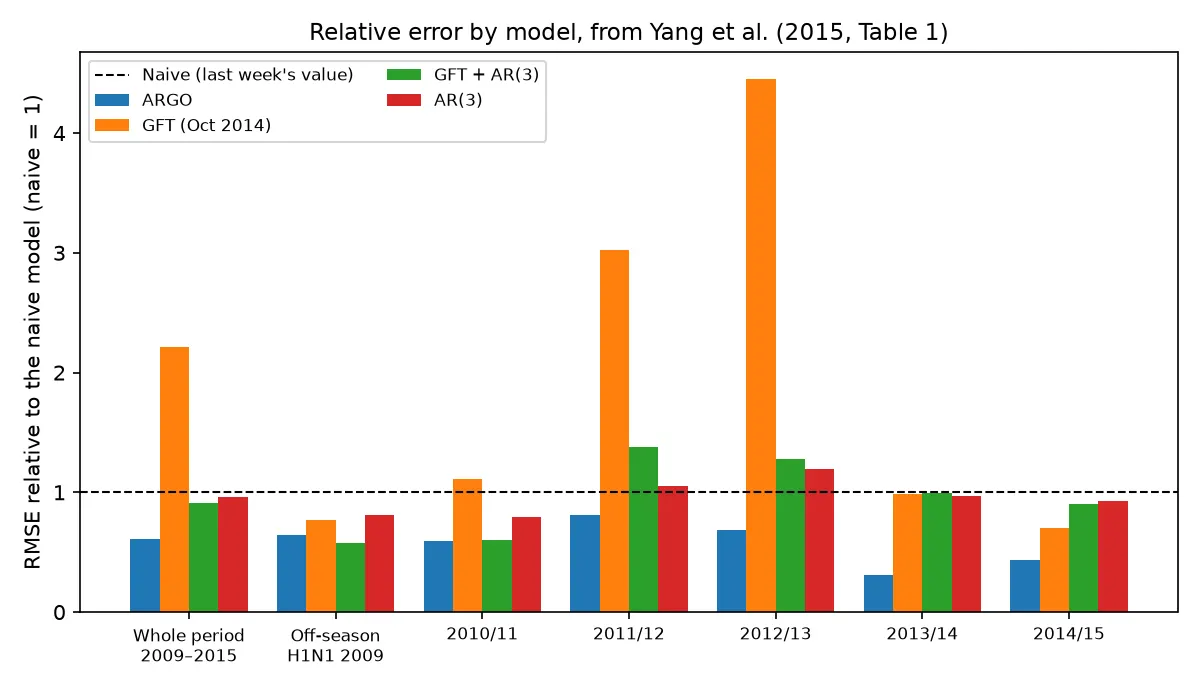 Relative error by model, from Yang et al. (2015, Table 1)
Naive (last week's value)
ARGO
GFT (Oct 2014)
GFT + AR(3)
AR(3)
RMSE relative to the naive model (naive = 1)
4
3
2
1
0
Whole period
2009–2015
Off-season
H1N1 2009
2010/11
2011/12
2012/13
2013/14
2014/15